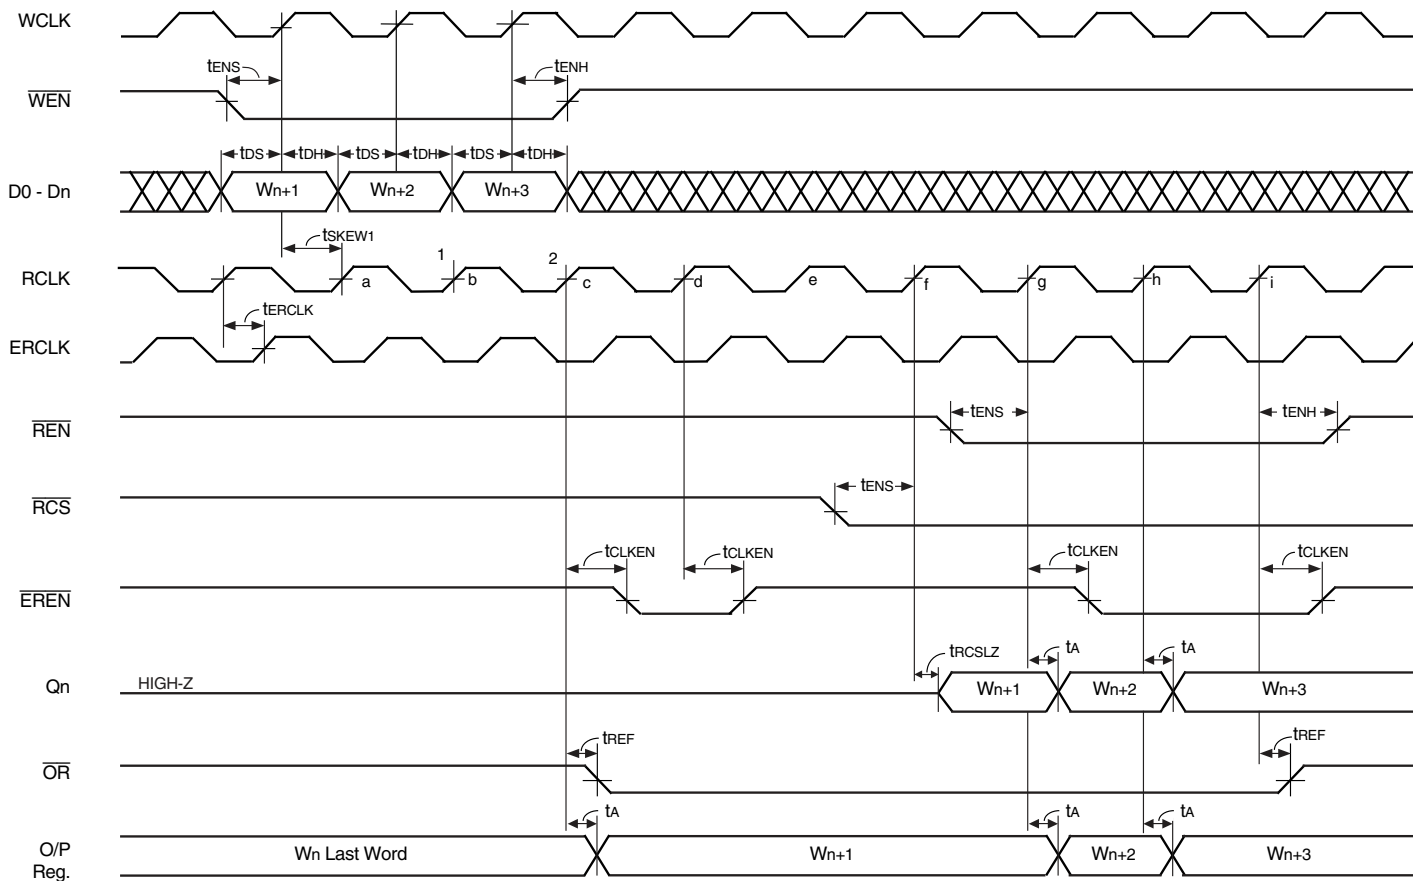 WCLK
tENS
tENH
WEN
tDS
tDH
tDS
tDH
tDS
tDH
D0 - Dn
Wn+1
Wn+2
Wn+3
tSKEW1
1
2
RCLK
a
b
c
d
e
f
g
h
i
tERCLK
ERCLK
tENS
tENH
REN
tENS
RCS
tCLKEN
tCLKEN
tCLKEN
tCLKEN
EREN
tRCSLZ
tA
tA
Qn
HIGH-Z
Wn+1
Wn+2
Wn+3
tREF
tREF
OR
tA
tA
tA
O/P
Reg.
Wn Last Word
Wn+1
Wn+2
Wn+3